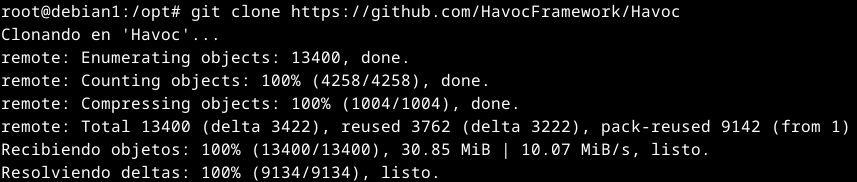 root@debian1:/opt# git clone https://github.com/HavocFramework/Havoc
Clonando en 'Havoc'...
remote: Enumerating objects: 13400, done.
remote: Counting objects: 100% (4258/4258), done.
remote: Compressing objects: 100% (1004/1004), done.
remote: Total 13400 (delta 3422), reused 3762 (delta 3222), pack-reused 9142 (from 1)
Recibiendo objetos: 100% (13400/13400), 30.85 MiB | 10.07 MiB/s, listo.
Resolviendo deltas: 100% (9134/9134), listo.